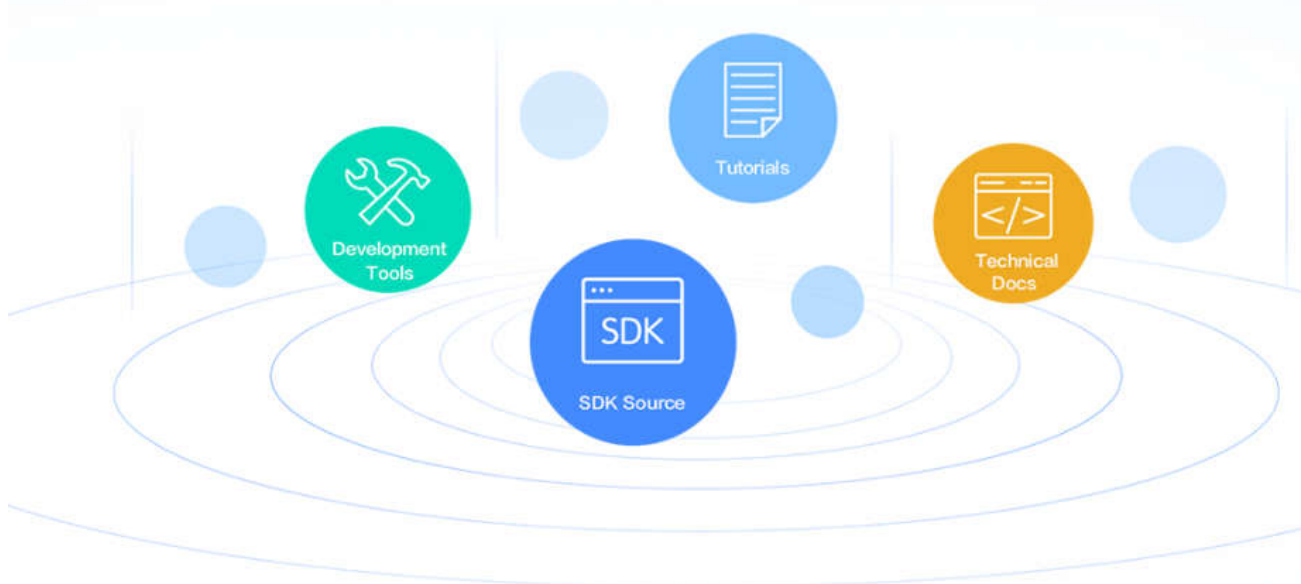 Tutorials
Development
Tools
</>
Technical
Docs
SDK
SDK Source